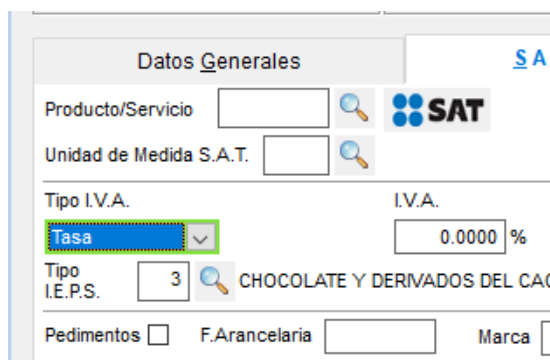 Datos Generales
S A
Producto/Servicio
SAT
Unidad de Medida S.A.T.
Tipo I.V.A.
I.V.A.
Tasa
0.0000 %
Tipo
I.E.P.S.
3
CHOCOLATE Y DERIVADOS DEL CAC
Pedimentos
F.Arancelaria
Marca